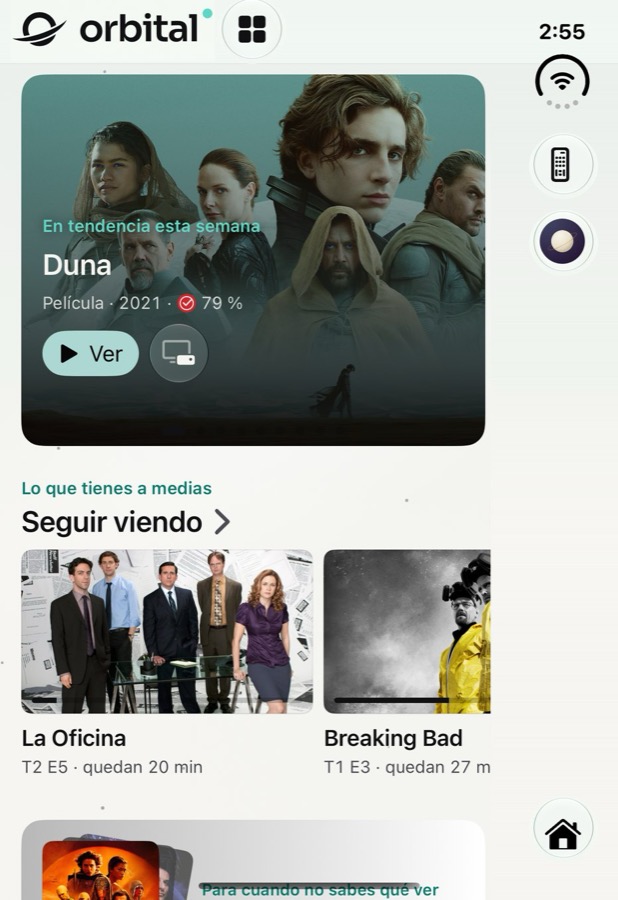 orbital
2:55
En tendencia esta semana
Duna
Película · 2021 · 79 %
Ver
Lo que tienes a medias
Seguir viendo
La Oficina
T2 E5 · quedan 20 min
Breaking Bad
T1 E3 · quedan 27 m
Para cuando no sabes qué ver